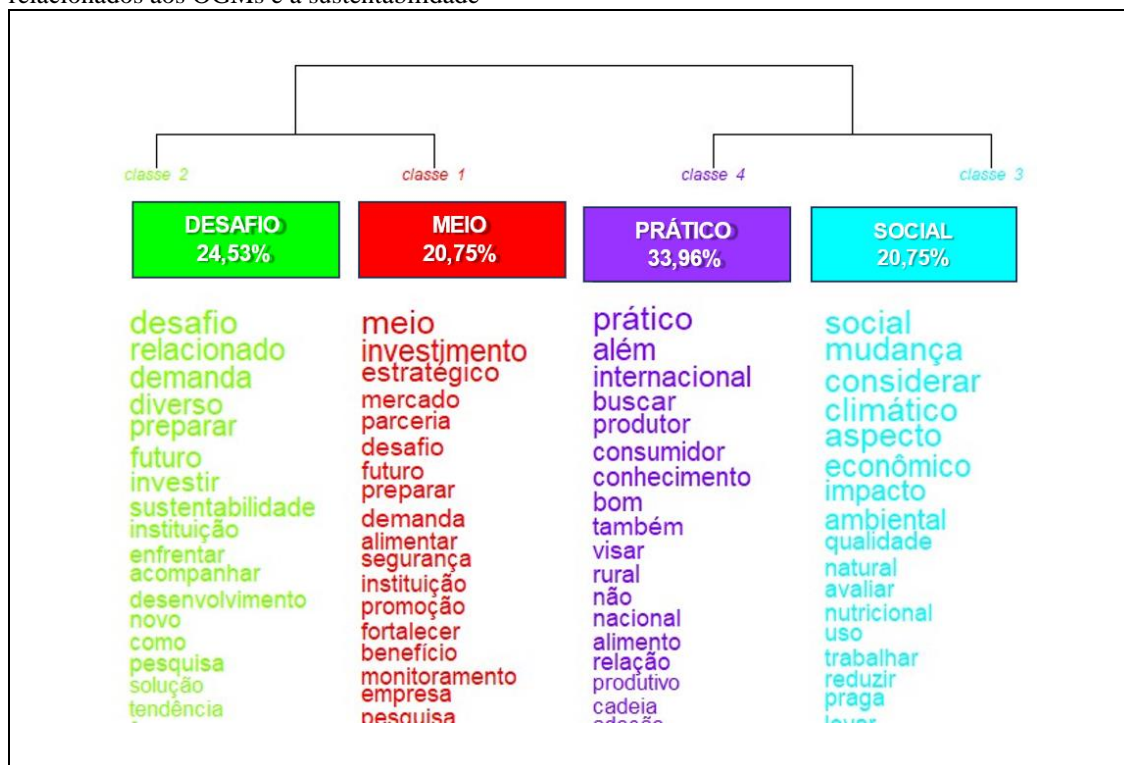 relacionados aos OGMs e à sustentabilidade
classe 2
classe 1
classe 4
classe 3
DESAFIO
24,53%
MEIO
20,75%
PRÁTICO
33,96%
SOCIAL
20,75%
desafio
relacionado
demanda
diverso
preparar
futuro
investir
sustentabilidade
instituição
enfrentar
acompanhar
desenvolvimento
novo
como
pesquisa
solução
tendência
meio
investimento
estratégico
mercado
parceria
desafio
futuro
preparar
demanda
alimentar
segurança
instituição
promoção
fortalecer
benefício
monitoramento
empresa
pesquisa
prático
além
internacional
buscar
produtor
consumidor
conhecimento
bom
também
visar
rural
não
nacional
alimento
relação
produtivo
cadeia
social
mudança
considerar
climático
aspecto
econômico
impacto
ambiental
qualidade
natural
avaliar
nutricional
uso
trabalhar
reduzir
praga